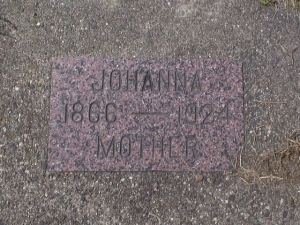 JOHANNA
1866 — 1924
MOTHER